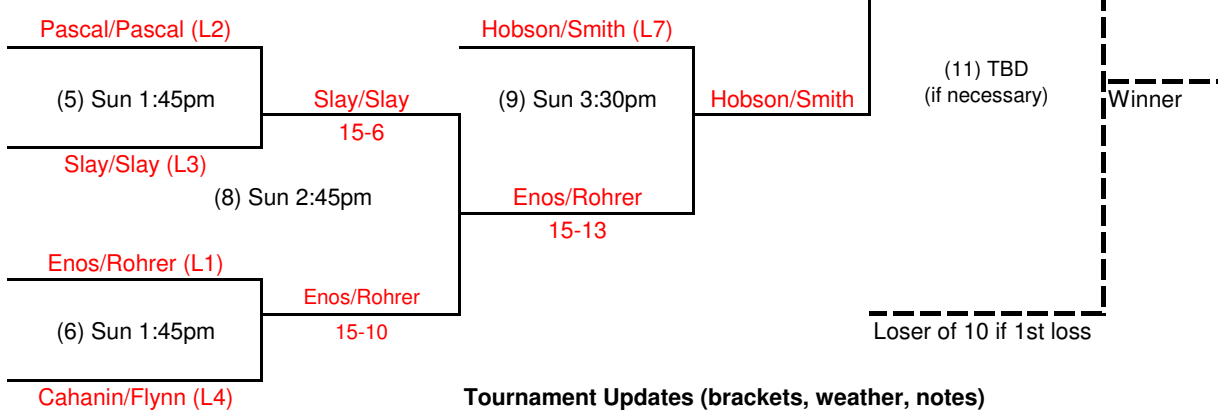 Pascal/Pascal (L2)
Hobson/Smith (L7)
(11) TBD
(if necessary)
(5) Sun 1:45pm
Slay/Slay
(9) Sun 3:30pm
Hobson/Smith
Winner
15-6
Slay/Slay (L3)
(8) Sun 2:45pm
Enos/Rohrer
15-13
Enos/Rohrer (L1)
Enos/Rohrer
(6) Sun 1:45pm
15-10
Loser of 10 if 1st loss
Cahanin/Flynn (L4)
Tournament Updates (brackets, weather, notes)